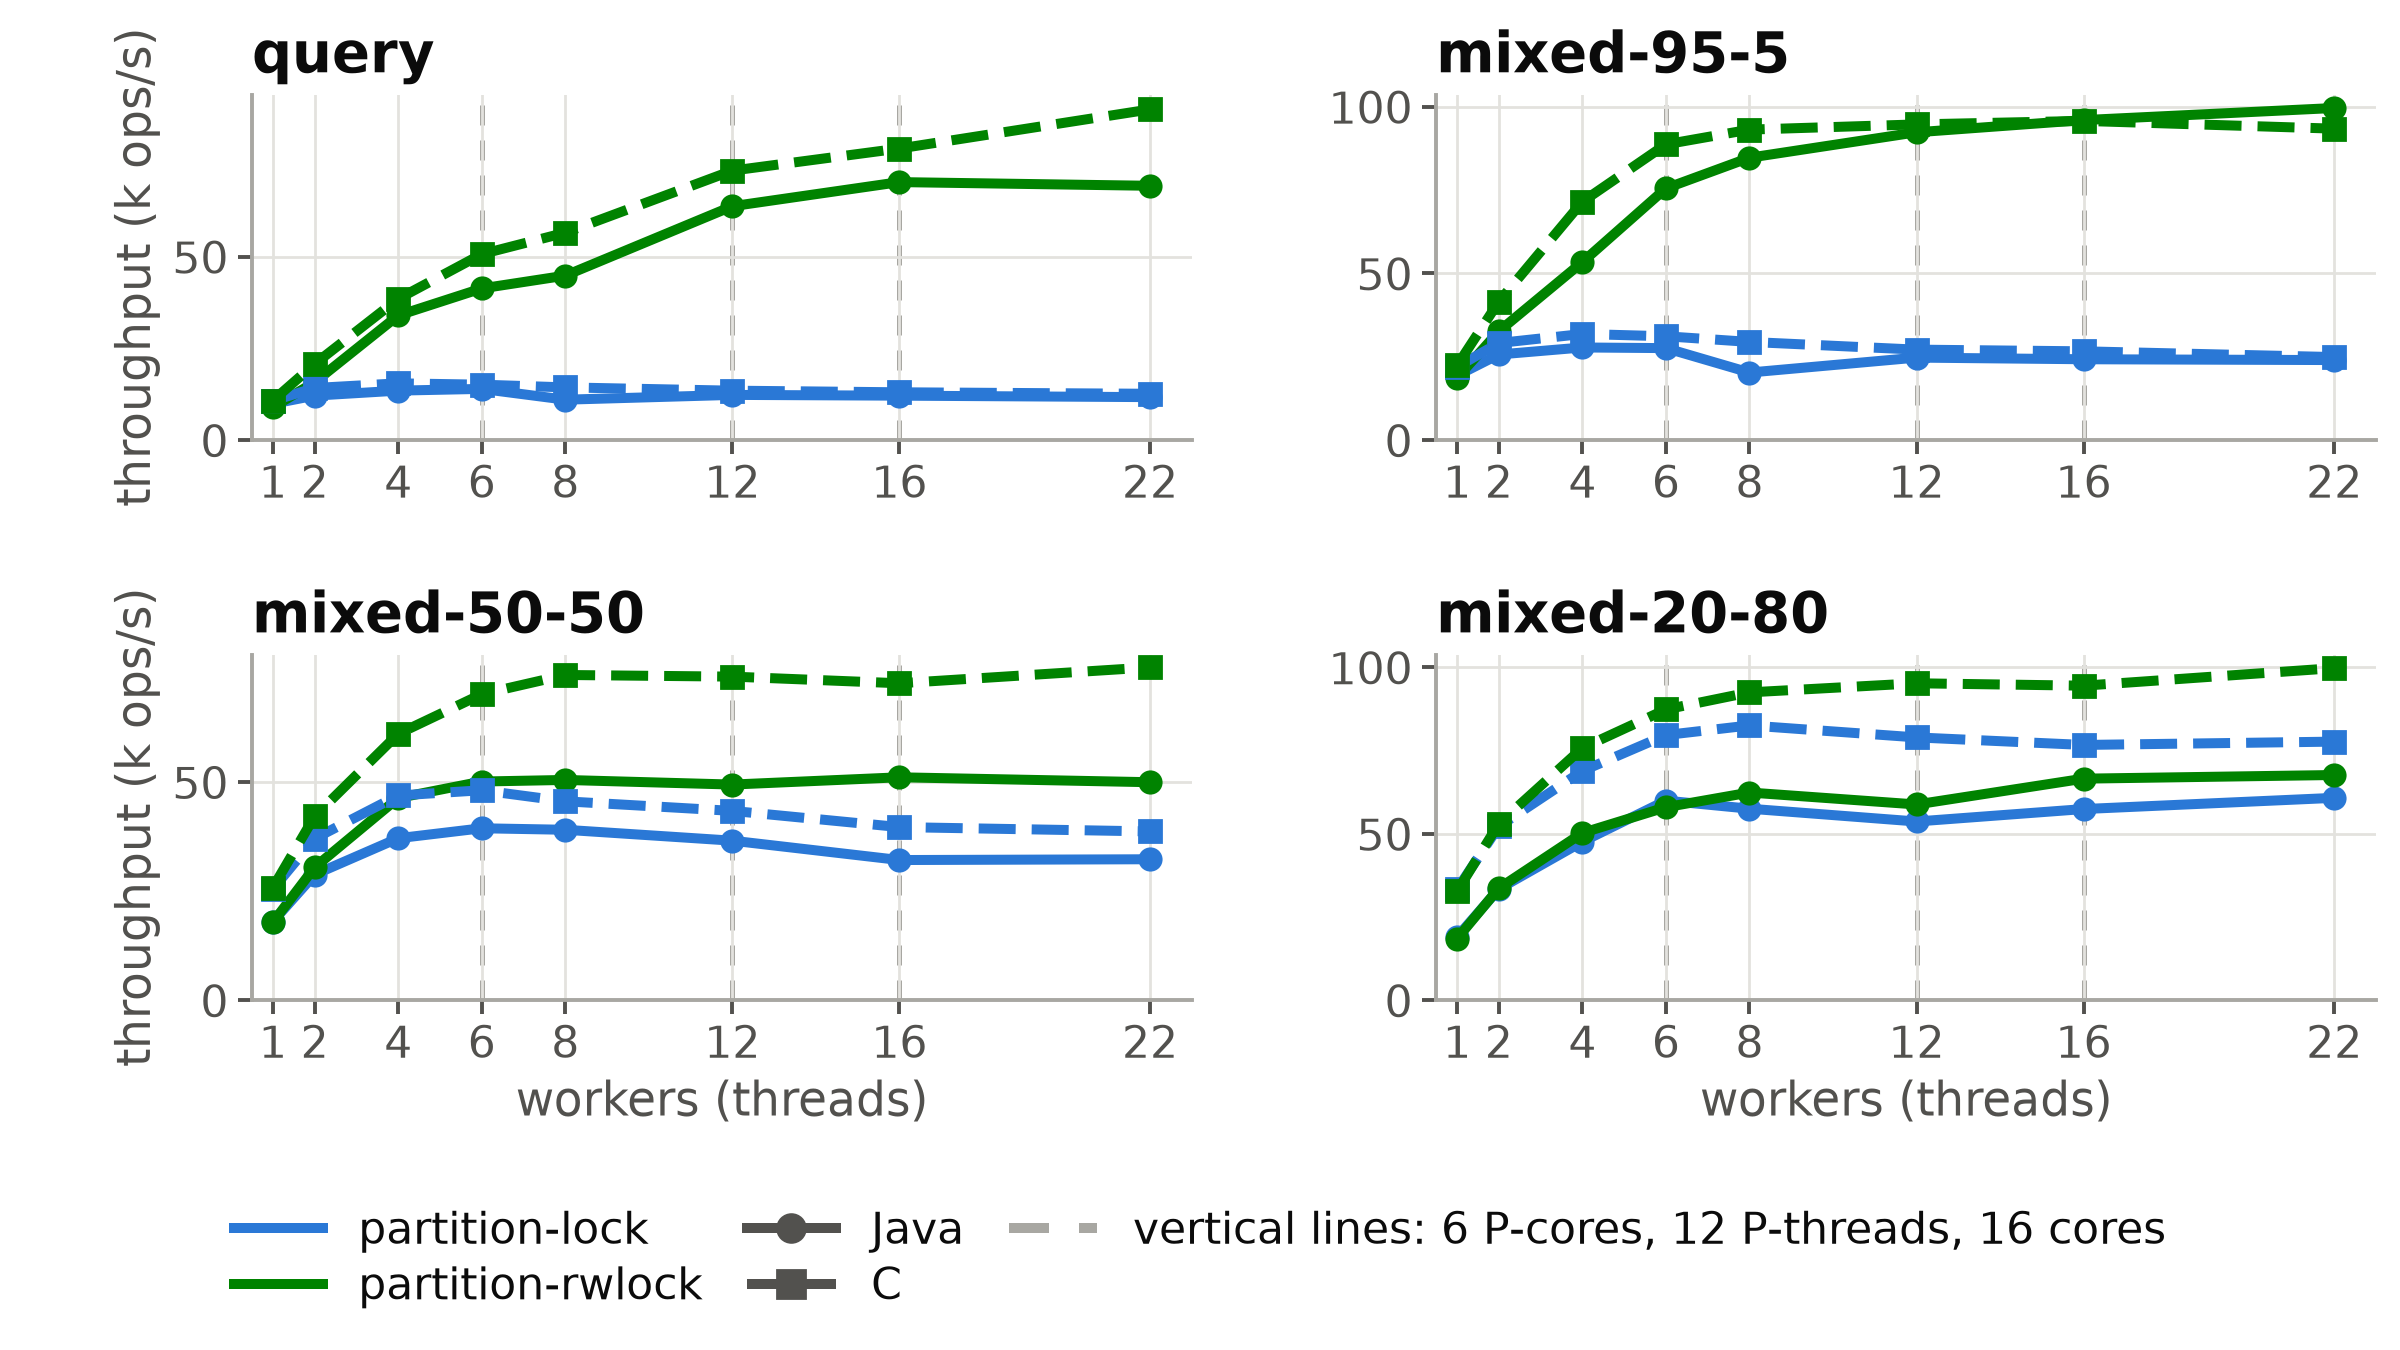 query
throughput (k ops/s)
50
0
1 2 4 6 8 12 16 22
mixed-95-5
100
50
0
1 2 4 6 8 12 16 22
mixed-50-50
throughput (k ops/s)
50
0
1 2 4 6 8 12 16 22
workers (threads)
mixed-20-80
100
50
0
1 2 4 6 8 12 16 22
workers (threads)
partition-lock
partition-rwlock
Java
C
vertical lines: 6 P-cores, 12 P-threads, 16 cores